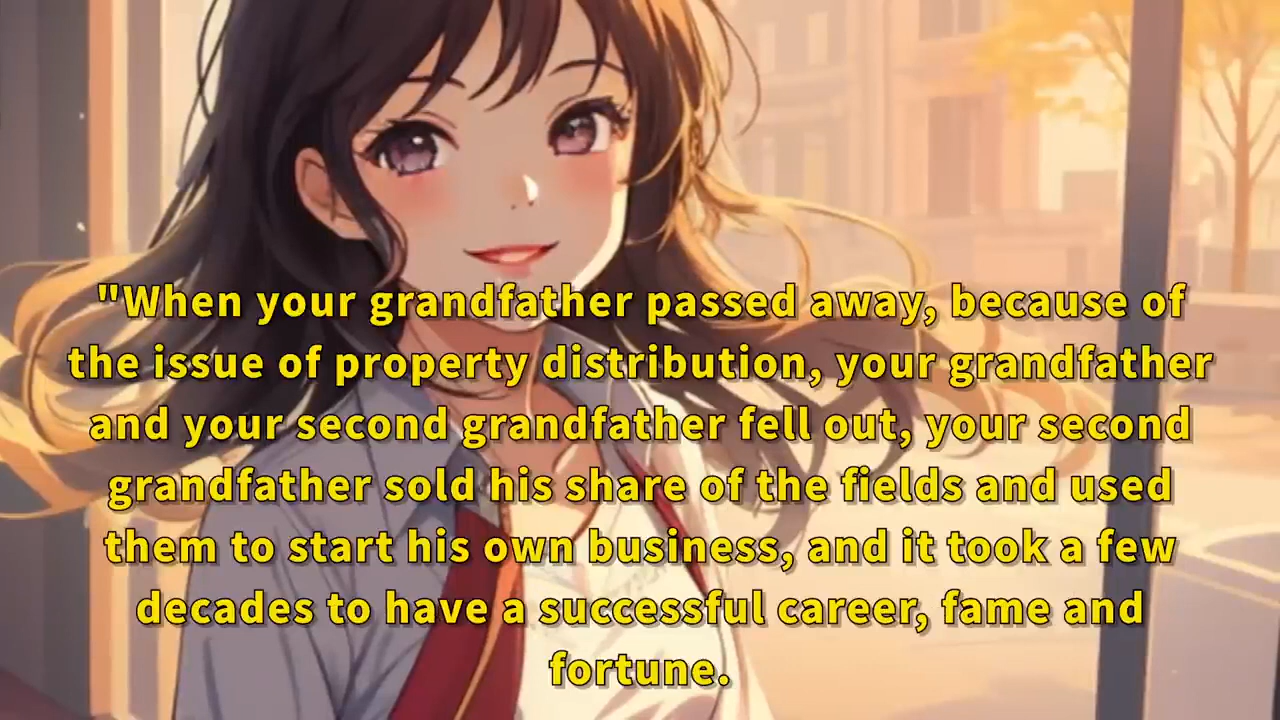 "When your grandfather passed away, because of
the issue of property distribution, your grandfather
and your second grandfather fell out, your second
grandfather sold his share of the fields and used
them to start his own business, and it took a few
decades to have a successful career, fame and
fortune.